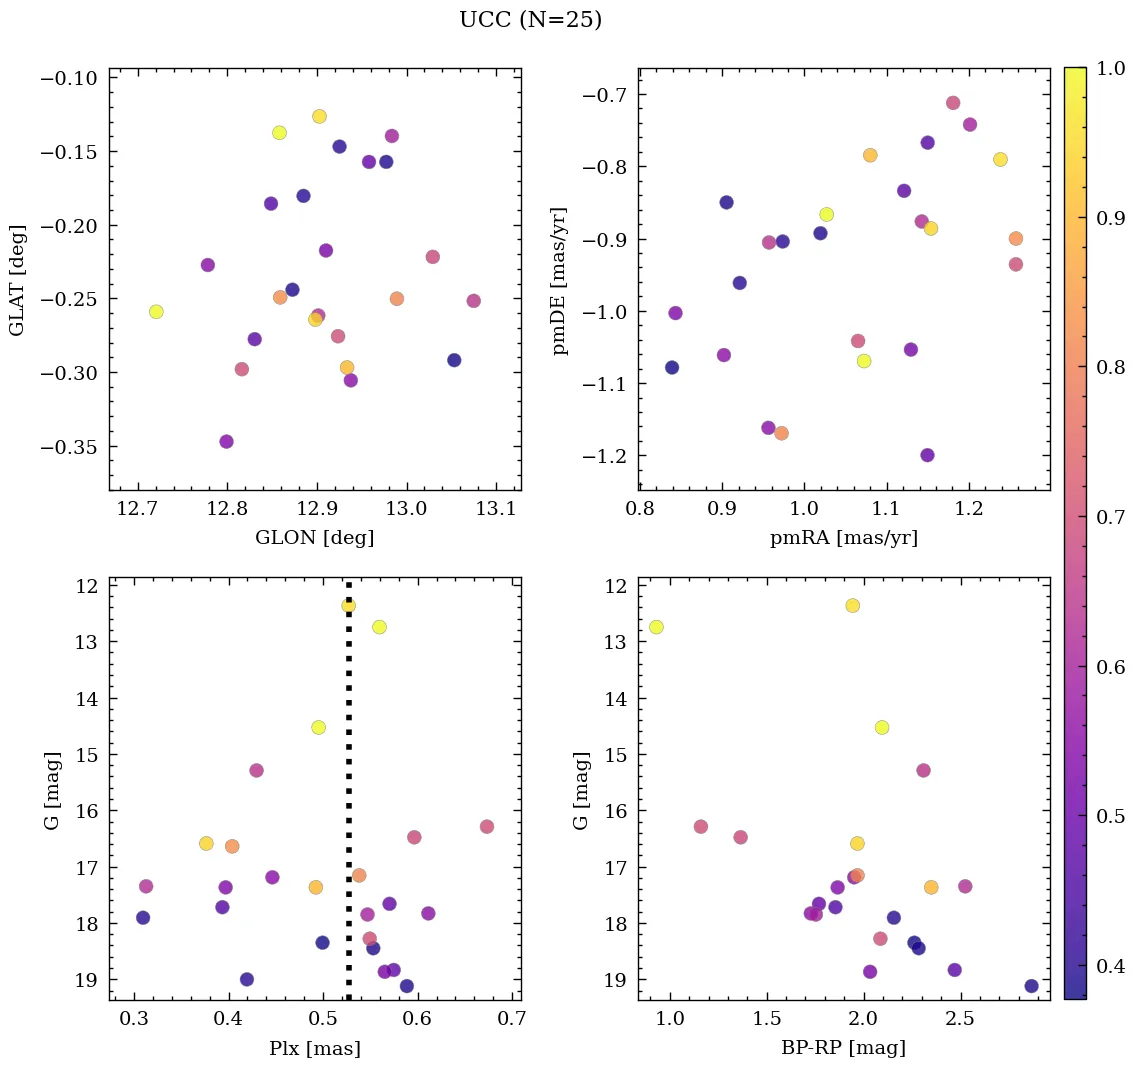 UCC (N=25)
−0.10
−0.15
−0.20
−0.25
−0.30
−0.35
GLAT [deg]
12.7 12.8 12.9 13.0 13.1
GLON [deg]
−0.7
−0.8
−0.9
−1.0
−1.1
−1.2
pmDE [mas/yr]
0.8 0.9 1.0 1.1 1.2
pmRA [mas/yr]
12
13
14
15
16
17
18
19
G [mag]
0.3 0.4 0.5 0.6 0.7
Plx [mas]
12
13
14
15
16
17
18
19
G [mag]
1.0 1.5 2.0 2.5
BP-RP [mag]
1.0
0.9
0.8
0.7
0.6
0.5
0.4